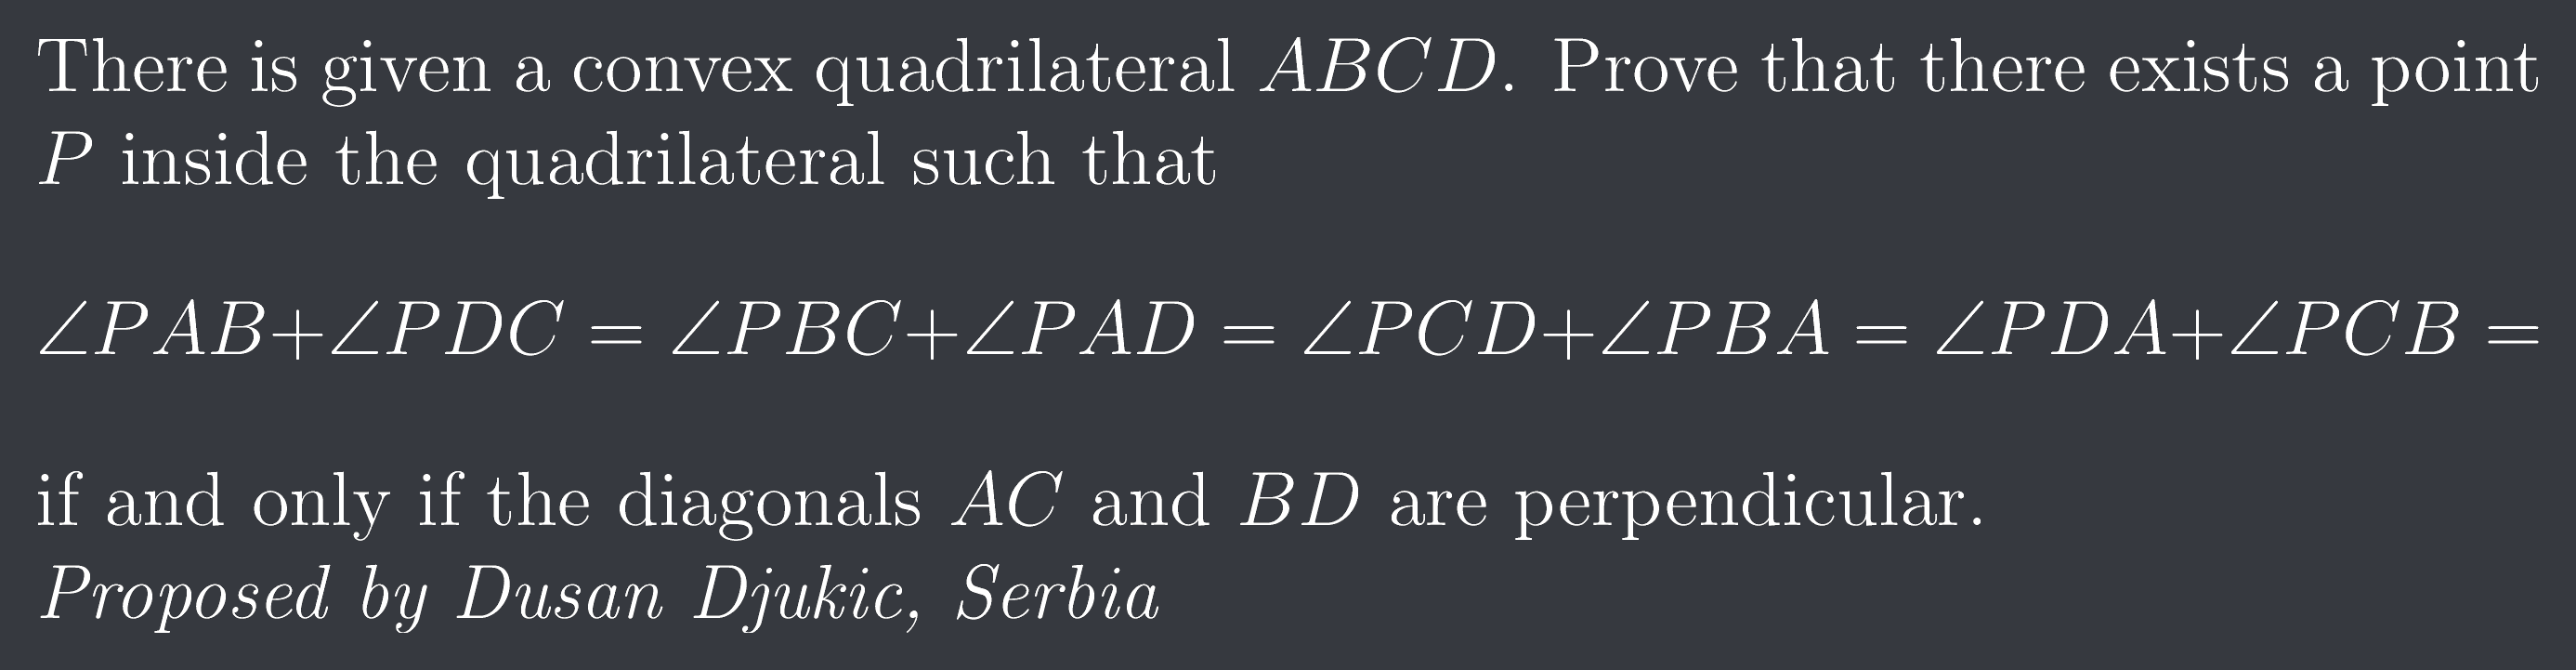 There is given a convex quadrilateral ABCD. Prove that there exists a point
P inside the quadrilateral such that
∠PAB+∠PDC = ∠PBC+∠PAD = ∠PCD+∠PBA = ∠PDA+∠PCB =
if and only if the diagonals AC and BD are perpendicular.
Proposed by Dusan Djukic, Serbia